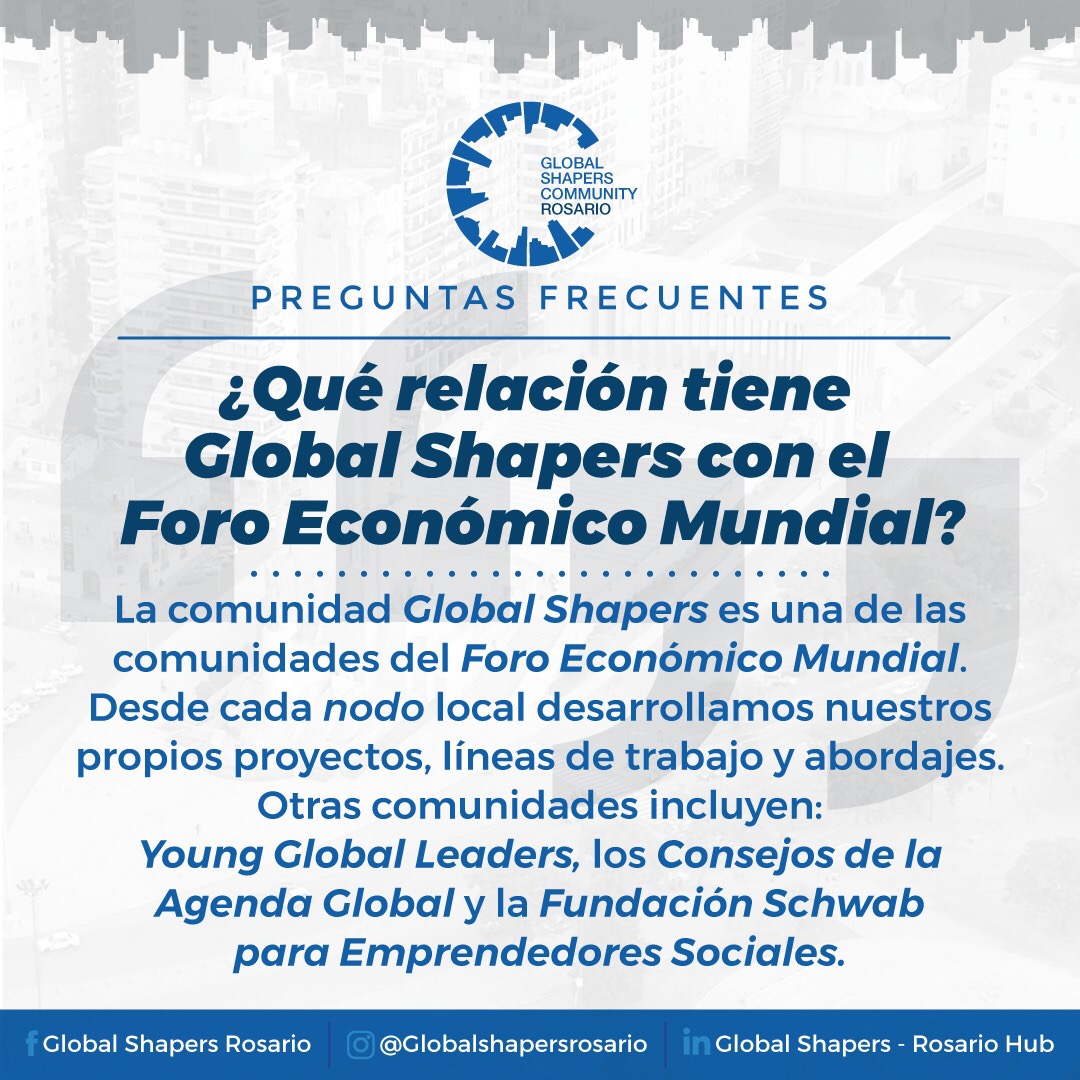 GLOBAL
SHAPERS
COMMUNITY
ROSARIO
PREGUNTAS FRECUENTES
¿Qué relación tiene
Global Shapers con el
Foro Económico Mundial?
La comunidad Global Shapers es una de las
comunidades del Foro Económico Mundial.
Desde cada nodo local desarrollamos nuestros
propios proyectos, líneas de trabajo y abordajes.
Otras comunidades incluyen:
Young Global Leaders, los Consejos de la
Agenda Global y la Fundación Schwab
para Emprendedores Sociales.
f Global Shapers Rosario @Globalshapersrosario in Global Shapers - Rosario Hub